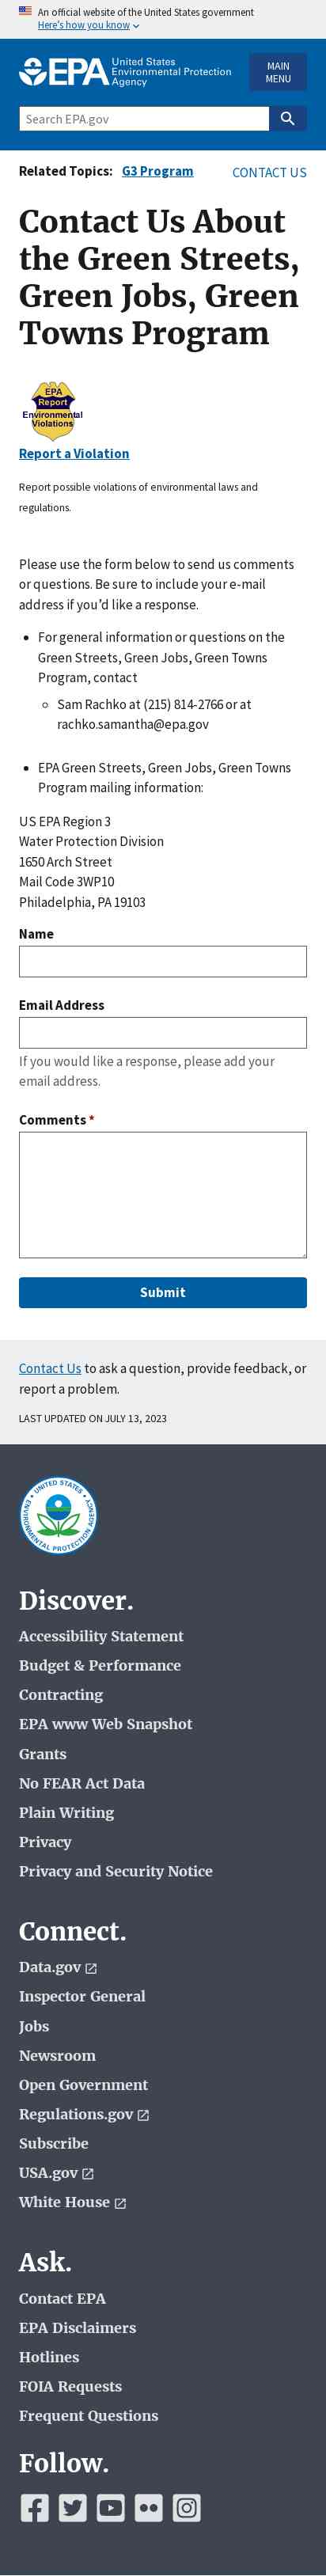 An official website of the United States government
Here's how you know
EPA United States
Environmental Protection
Agency
MAIN
MENU
Search EPA.gov
Related Topics: G3 Program
CONTACT US
Contact Us About
the Green Streets,
Green Jobs, Green
Towns Program
EPA
Report
Environmental
Violations
Report a Violation
Report possible violations of environmental laws and
regulations.
Please use the form below to send us comments
or questions. Be sure to include your e-mail
address if you'd like a response.
• For general information or questions on the
Green Streets, Green Jobs, Green Towns
Program, contact
◦ Sam Rachko at (215) 814-2766 or at
rachko.samantha@epa.gov
• EPA Green Streets, Green Jobs, Green Towns
Program mailing information:
US EPA Region 3
Water Protection Division
1650 Arch Street
Mail Code 3WP10
Philadelphia, PA 19103
Name
Email Address
If you would like a response, please add your
email address.
Comments *
Submit
Contact Us to ask a question, provide feedback, or
report a problem.
LAST UPDATED ON JULY 13, 2023
UNITED STATES
ENVIRONMENTAL PROTECTION AGENCY
Discover.
Accessibility Statement
Budget & Performance
Contracting
EPA www Web Snapshot
Grants
No FEAR Act Data
Plain Writing
Privacy
Privacy and Security Notice
Connect.
Data.gov
Inspector General
Jobs
Newsroom
Open Government
Regulations.gov
Subscribe
USA.gov
White House
Ask.
Contact EPA
EPA Disclaimers
Hotlines
FOIA Requests
Frequent Questions
Follow.